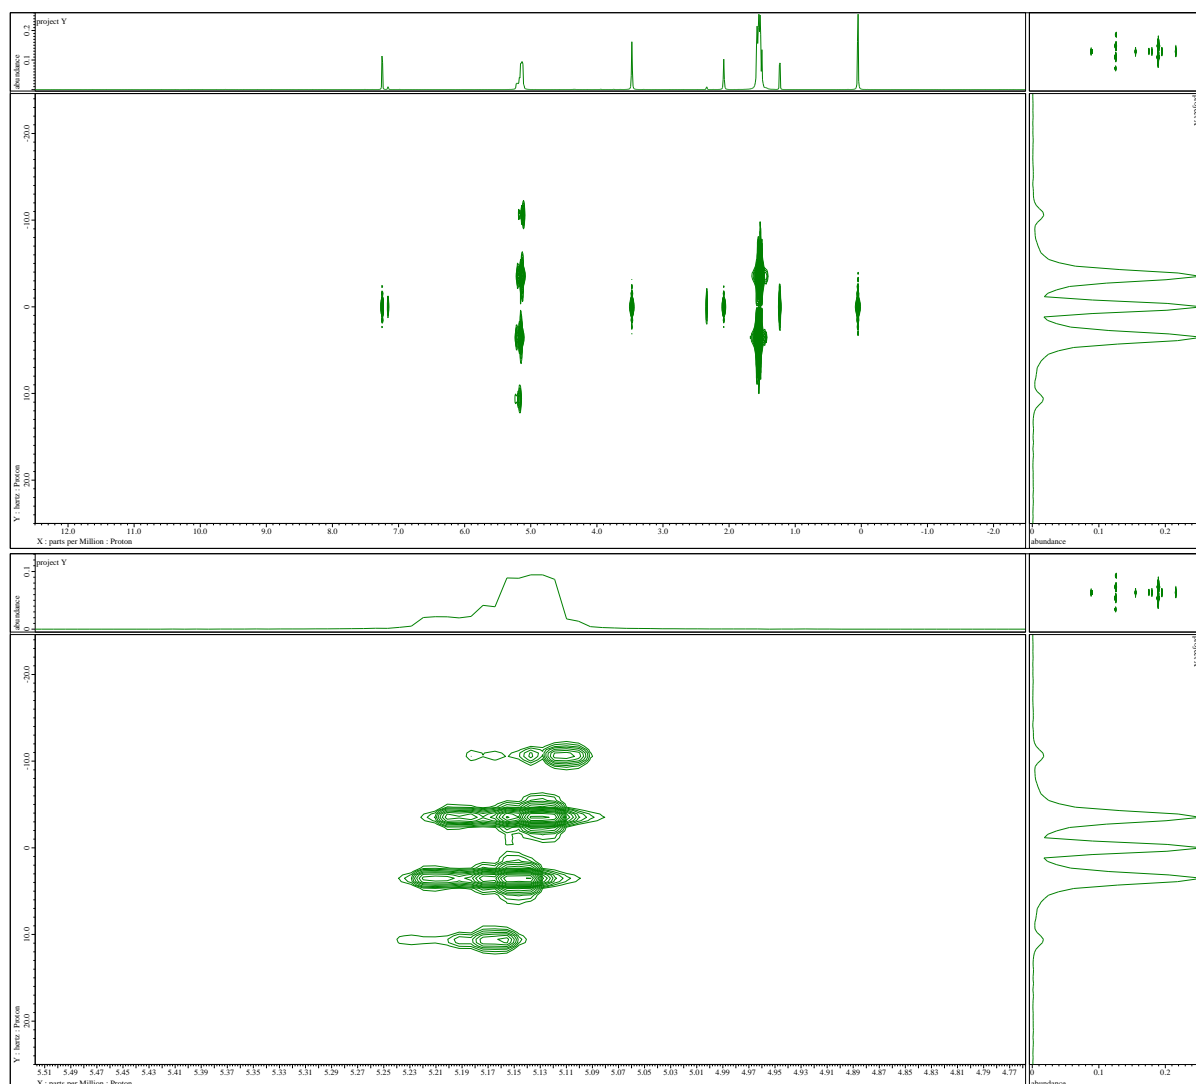 project Y
abundance
0.1 0.2
-20.0
-10.0
0
10.0
20.0
Y : hertz : Proton
12.0 11.0 10.0 9.0 8.0 7.0 6.0 5.0 4.0 3.0 2.0 1.0 0 -1.0 -2.0
X : parts per Million : Proton
0 0.1 0.2
abundance
project Y
abundance
0 0.1
-20.0
-10.0
0
10.0
20.0
Y : hertz : Proton
5.51 5.49 5.47 5.45 5.43 5.41 5.39 5.37 5.35 5.33 5.31 5.29 5.27 5.25 5.23 5.21 5.19 5.17 5.15 5.13 5.11 5.09 5.07 5.05 5.03 5.01 4.99 4.97 4.95 4.93 4.91 4.89 4.87 4.85 4.83 4.81 4.79 4.77
X : parts per Million : Proton
0.1 0.2
abundance